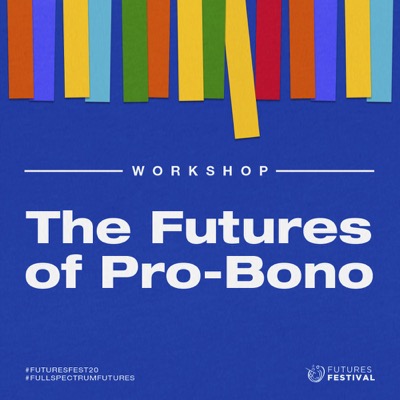 WORKSHOP
The Futures
of Pro-Bono
#FUTURESFEST20
#FULLSPECTRUMFUTURES
FUTURES
FESTIVAL